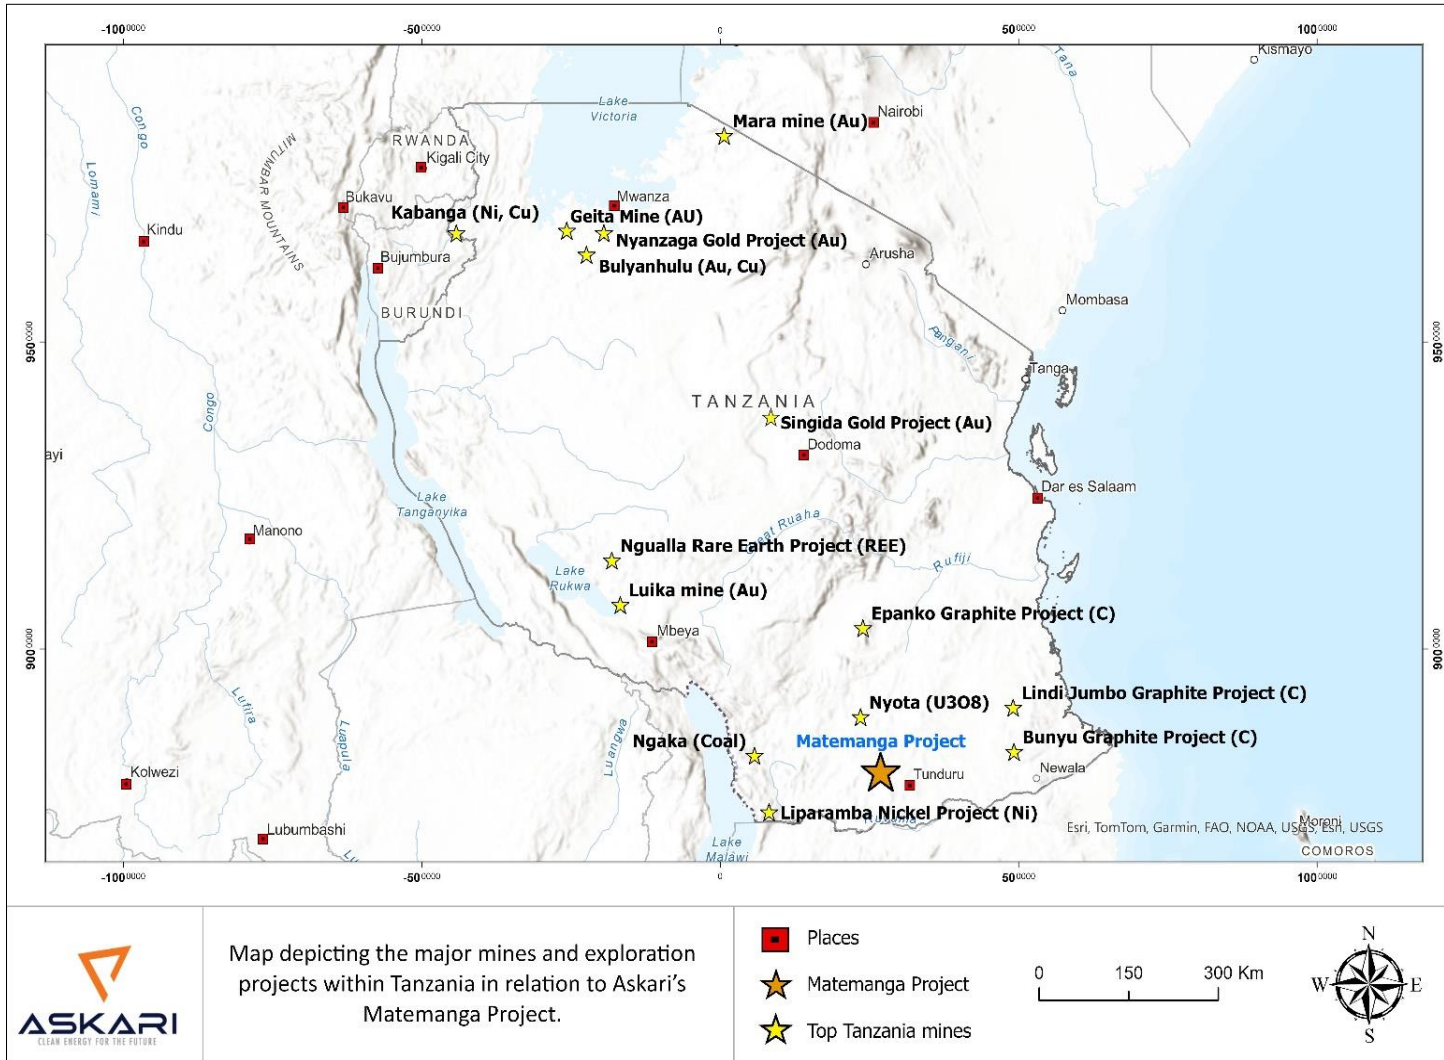 -1000000
-500000
0
500000
1000000
Kismayo
Tana
Congo
Lake
Victoria
Mara mine (Au)
Nairobi
MITUMBAR MOUNTAINS
RWANDA
Kigali City
Lomami
Bukavu
Mwanza
Kabanga (Ni, Cu)
Geita Mine (AU)
Kindu
Nyanzaga Gold Project (Au)
Arusha
Bujumbura
Bulyanhulu (Au, Cu)
Mombasa
BURUNDI
9500000
9500000
Pangani
Tanga
TANZANIA
Congo
Singida Gold Project (Au)
Dodoma
ayi
Dar es Salaam
Lake
Tanganyika
Great Ruaha
Manono
Ngualla Rare Earth Project (REE)
Rufiji
Lake
Rukwa
Luika mine (Au)
Epanko Graphite Project (C)
Mbeya
9000000
9000000
Lufira
Luapula
Luangwa
Lindi Jumbo Graphite Project (C)
Nyota (U3O8)
Bunyu Graphite Project (C)
Ngaka (Coal)
Matemanga Project
Kolwezi
Tunduru
Newala
Liparamba Nickel Project (Ni)
Ruvuma
Moroni
Lubumbashi
Esri, TomTom, Garmin, FAO, NOAA, USGS, Esri, USGS
Lake
Malawi
COMOROS
Lu
-1000000
-500000
0
500000
1000000
ASKARI
CLEAN ENERGY FOR THE FUTURE
Map depicting the major mines and exploration
projects within Tanzania in relation to Askari's
Matemanga Project.
Places
Matemanga Project
Top Tanzania mines
0 150 300 Km
N
W E
S